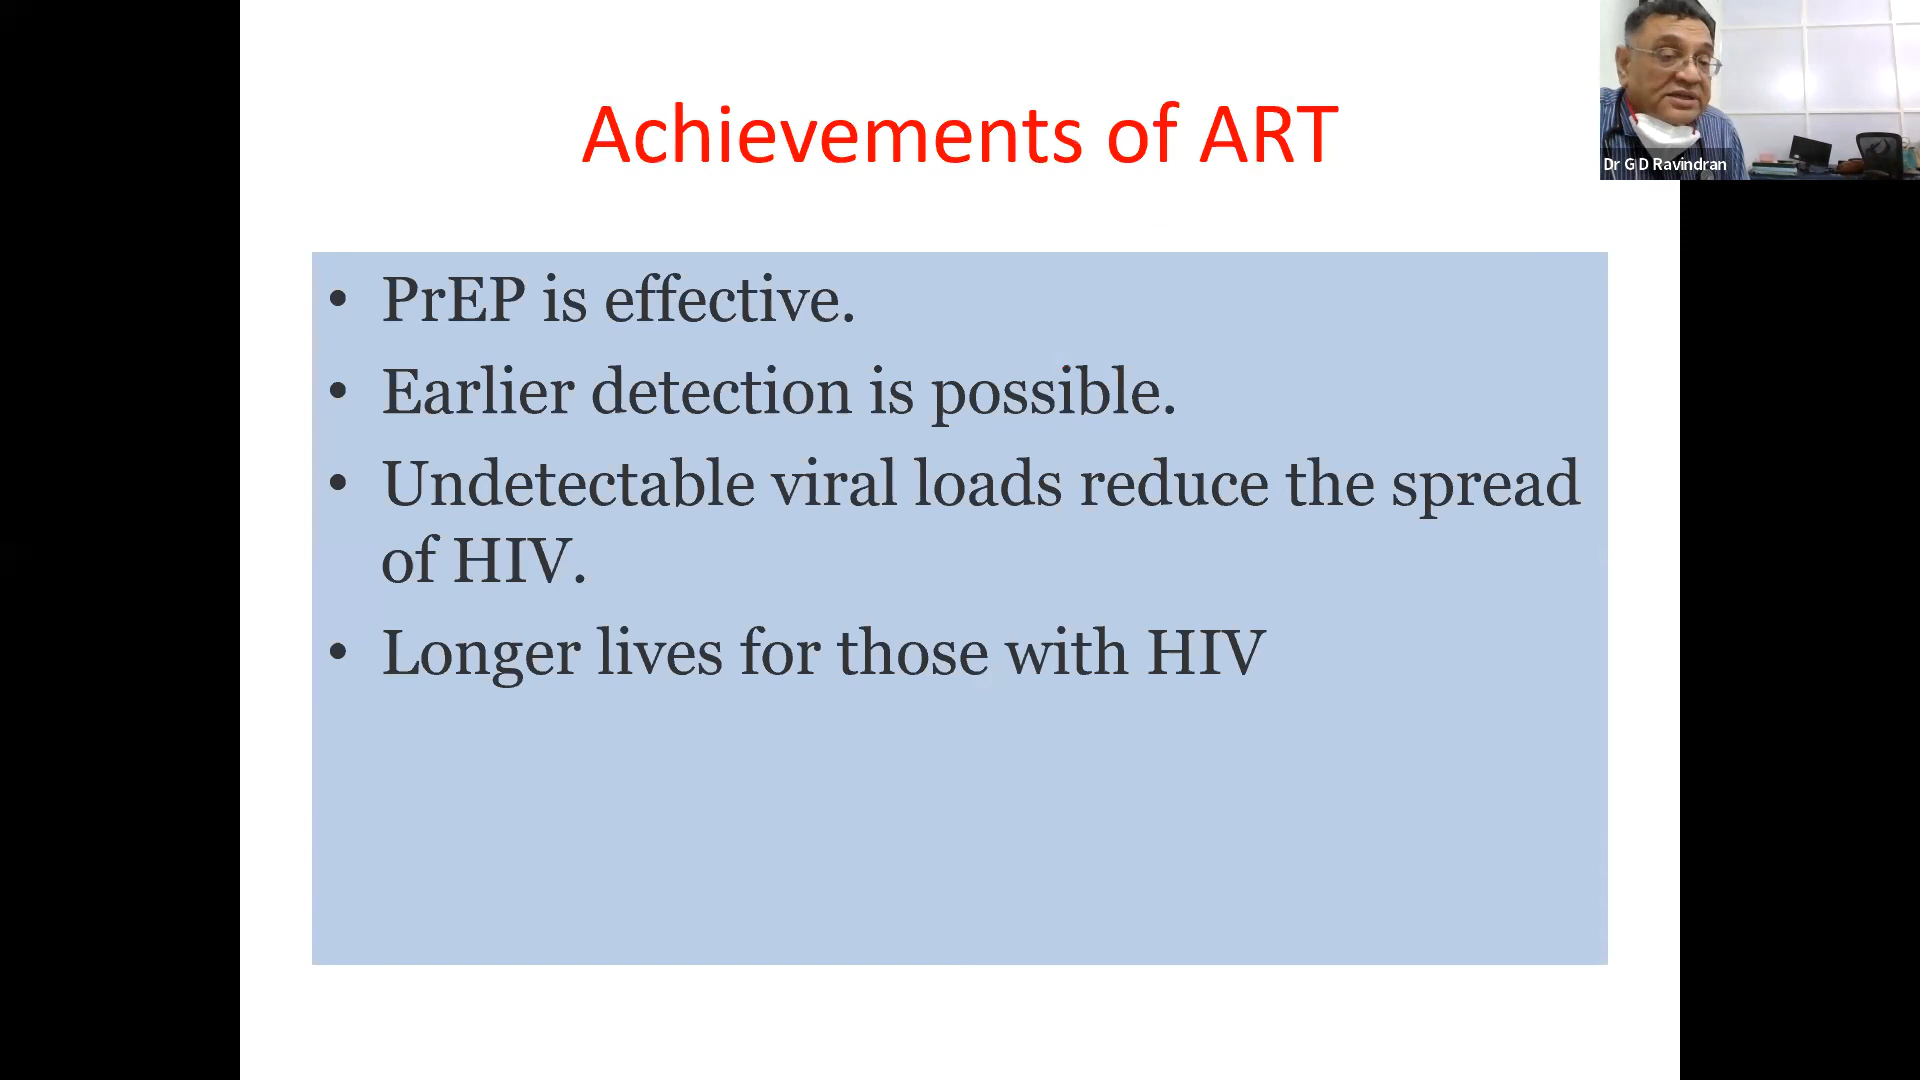 Achievements of ART
Dr G D Ravindran
• PrEP is effective.
• Earlier detection is possible.
• Undetectable viral loads reduce the spread
of HIV.
• Longer lives for those with HIV